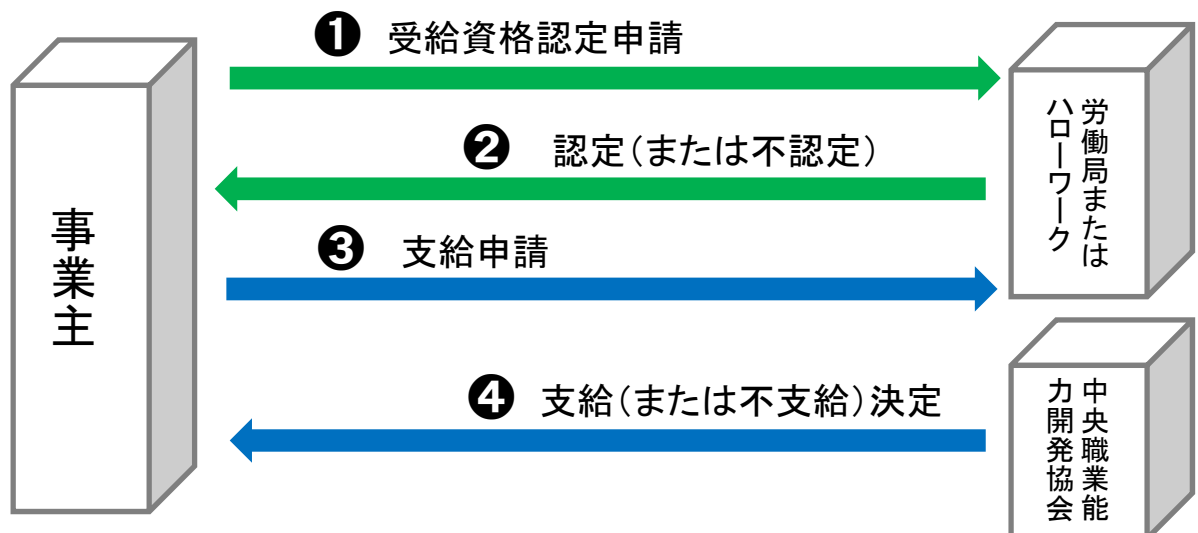 ❶ 受給資格認定申請
❷ 認定（または不認定）
❸ 支給申請
❹ 支給（または不支給）決定
事業主
労働局または
ハローワーク
中央職業能
力開発協会